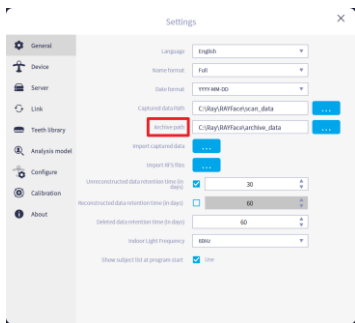 Settings
General
Language
English
Device
Name format
Full
Server
Date format
YYYY-MM-DD
Link
Captured data Path
C:\Ray\RAYFace\scan_data
...
Teeth library
Archive path
C:\Ray\RAYFace\archive_data
...
Analysis model
Import captured data
...
Configure
Import RFS files
...
Calibration
Unreconstructed data retention time (in days)
30
About
Reconstructed data retention time (in days)
60
Deleted data retention time (in days)
60
Indoor Light Frequency
60Hz
Show subject list at program start.
Use